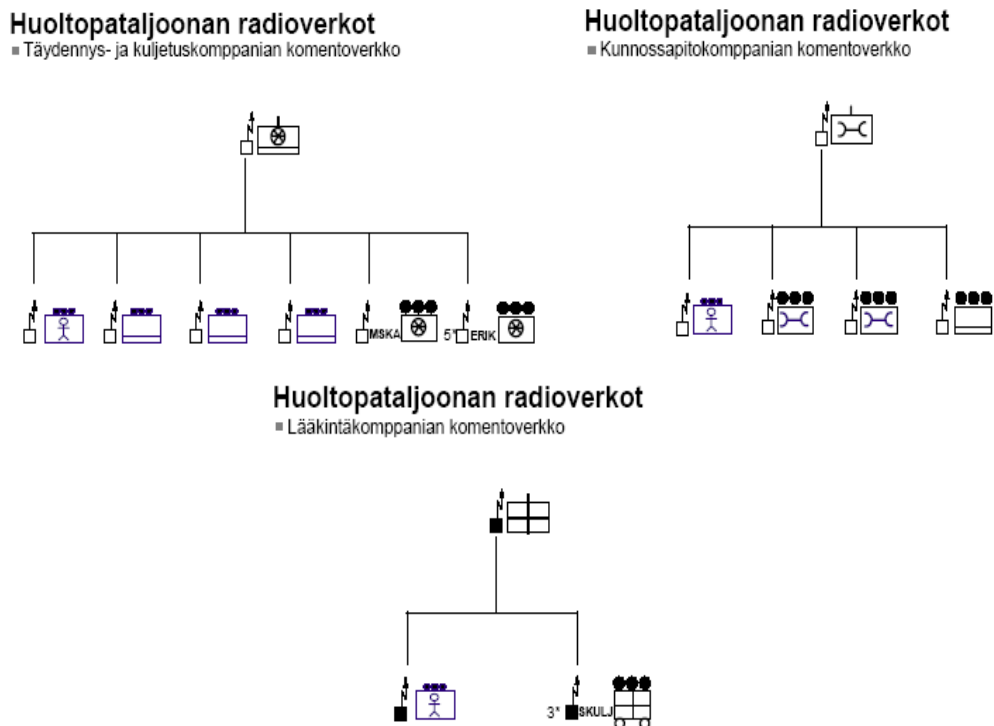 Huoltopataljoonan radioverkot
Täydennys- ja kuljetuskomppanian komentoverkko
MSKA
5*
ERIK
Huoltopataljoonan radioverkot
Kunnossapitokomppanian komentoverkko
Huoltopataljoonan radioverkot
Lääkintäkomppanian komentoverkko
3*
SKULJ